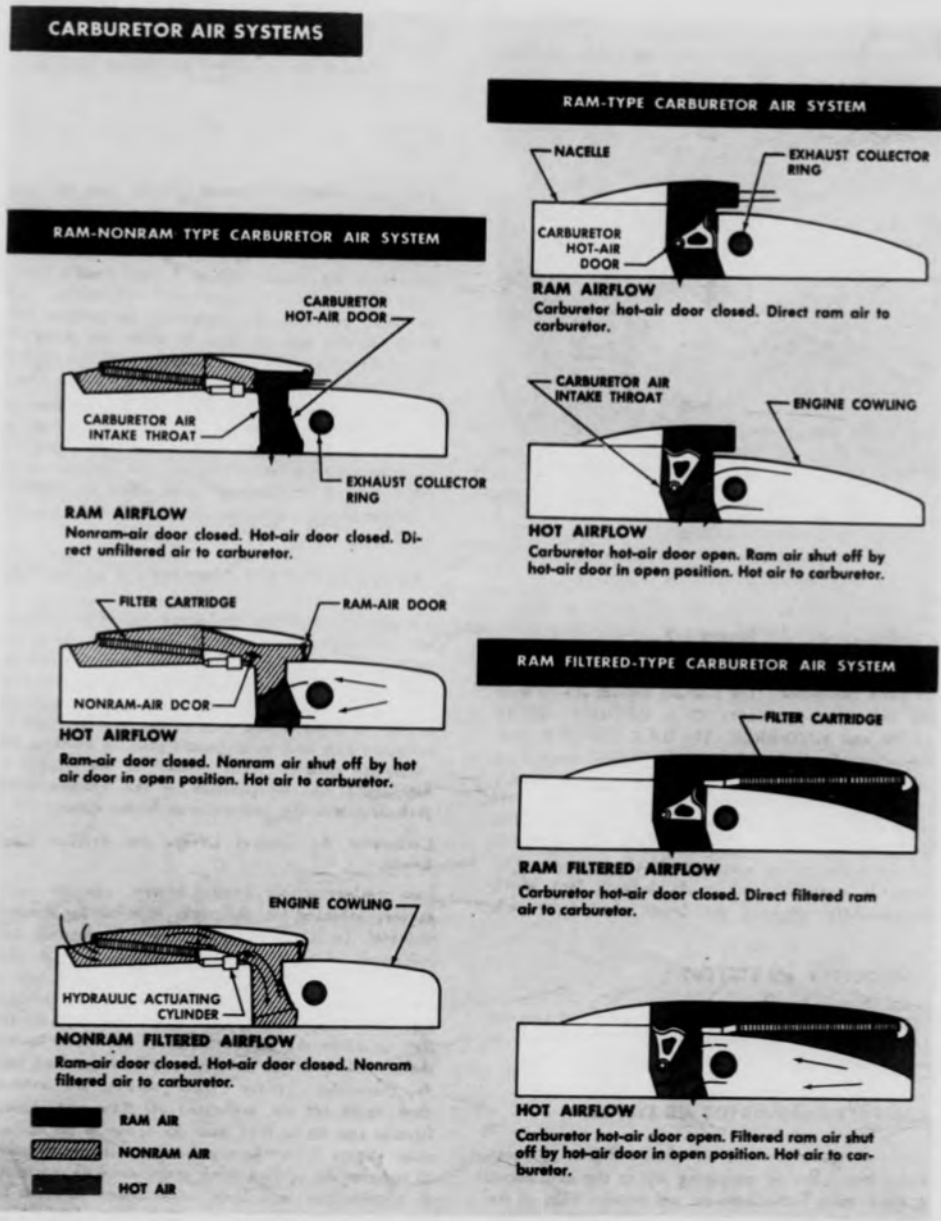 CARBURETOR AIR SYSTEMS
RAM-NONRAM TYPE CARBURETOR AIR SYSTEM
CARBURETOR
HOT-AIR DOOR
CARBURETOR AIR
INTAKE THROAT
EXHAUST COLLECTOR
RING
RAM AIRFLOW
Nonram-air door closed. Hot-air door closed. Di-
rect unfiltered air to carburetor.
FILTER CARTRIDGE
RAM-AIR DOOR
NONRAM-AIR DOOR
HOT AIRFLOW
Ram-air door closed. Nonram air shut off by hot
air door in open position. Hot air to carburetor.
ENGINE COWLING
HYDRAULIC ACTUATING
CYLINDER
NONRAM FILTERED AIRFLOW
Ram-air door closed. Hot-air door closed. Nonram
filtered air to carburetor.
RAM AIR
NONRAM AIR
HOT AIR
RAM-TYPE CARBURETOR AIR SYSTEM
NACELLE
EXHAUST COLLECTOR
RING
CARBURETOR
HOT-AIR
DOOR
RAM AIRFLOW
Carburetor hot-air door closed. Direct ram air to
carburetor.
CARBURETOR AIR
INTAKE THROAT
ENGINE COWLING
HOT AIRFLOW
Carburetor hot-air door open. Ram air shut off by
hot-air door in open position. Hot air to carburetor.
RAM FILTERED-TYPE CARBURETOR AIR SYSTEM
FILTER CARTRIDGE
RAM FILTERED AIRFLOW
Carburetor hot-air door closed. Direct filtered ram
air to carburetor.
HOT AIRFLOW
Carburetor hot-air door open. Filtered ram air shut
off by hot-air door in open position. Hot air to car-
buretor.